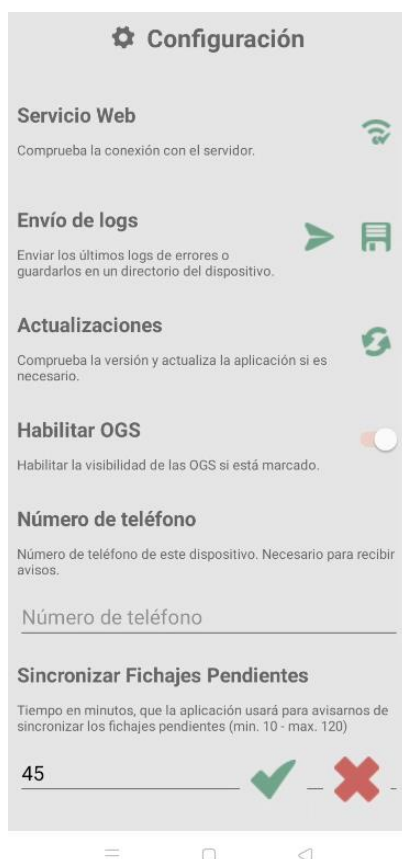 Configuración
Servicio Web
Comprueba la conexión con el servidor.
Envío de logs
Enviar los últimos logs de errores o
guardarlos en un directorio del dispositivo.
Actualizaciones
Comprueba la versión y actualiza la aplicación si es
necesario.
Habilitar OGS
Habilitar la visibilidad de las OGS si está marcado.
Número de teléfono
Número de teléfono de este dispositivo. Necesario para recibir
avisos.
Número de teléfono
Sincronizar Fichajes Pendientes
Tiempo en minutos, que la aplicación usará para avisarnos de
sincronizar los fichajes pendientes (min. 10 - max. 120)
45